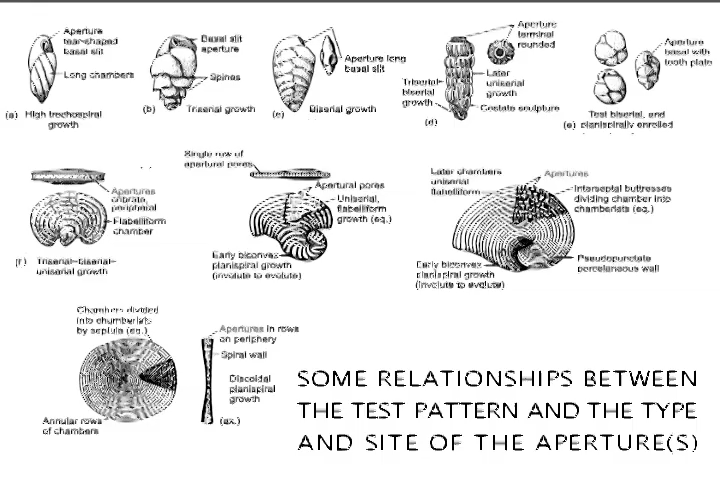 Aperture
tear-shaped
basal slit
Long chambers
(a) High trochospiral
growth
Basal slit
aperture
Spines
(b) Triserial growth
Aperture long
basal slit
(c) Biserial growth
Aperture
terminal
rounded
Triserial-
biserial
growth
Later
uniserial
growth
Costate sculpture
(d)
Aperture
basal with
tooth plate
Test biserial, and
(e) planispirally enrolled
Apertures
cribrate,
peripheral
Flabelliform
chamber
(f) Triserial-biserial-
uniserial growth
Single row of
apertural pores
Apertural pores
Uniserial,
flabelliform
growth (eq.)
Early biconvex
planispiral growth
(involute to evolute)
Later chambers
uniserial
flabelliform
Apertures
Interseptal buttresses
dividing chamber into
chamberlets (eq.)
Pseudopunctate
porcelaneous wall
Early biconvex
planispiral growth
(involute to evolute)
Chambers divided
into chamberlets
by septula (eq.)
Annular rows
of chambers
Apertures in rows
on periphery
Spiral wall
Discoidal
planispiral
growth
(ax.)
SOME RELATIONSHIPS BETWEEN
THE TEST PATTERN AND THE TYPE
AND SITE OF THE APERTURE(S)